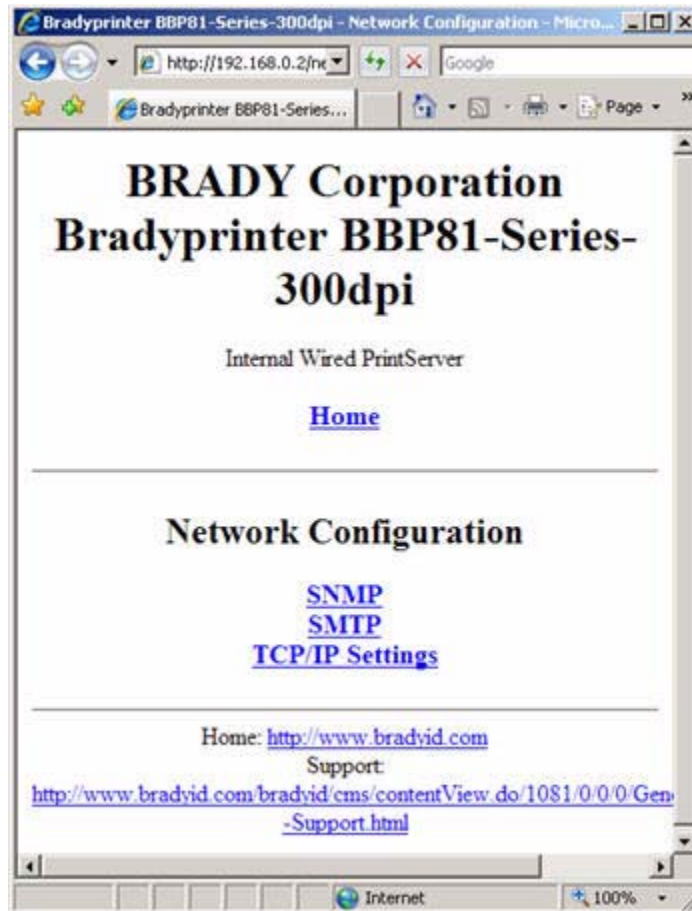 Bradyprinter BBP81-Series-300dpi - Network Configuration - Micro...
http://192.168.0.2/ne
Google
Bradyprinter BBP81-Series...
Page
BRADY Corporation
Bradyprinter BBP81-Series-
300dpi
Internal Wired PrintServer
Home
Network Configuration
SNMP
SMTP
TCP/IP Settings
Home: http://www.bradyid.com
Support:
http://www.bradyid.com/bradyid/cms/contentView.do/1081/0/0/0/Gene
-Support.html
Internet
100%